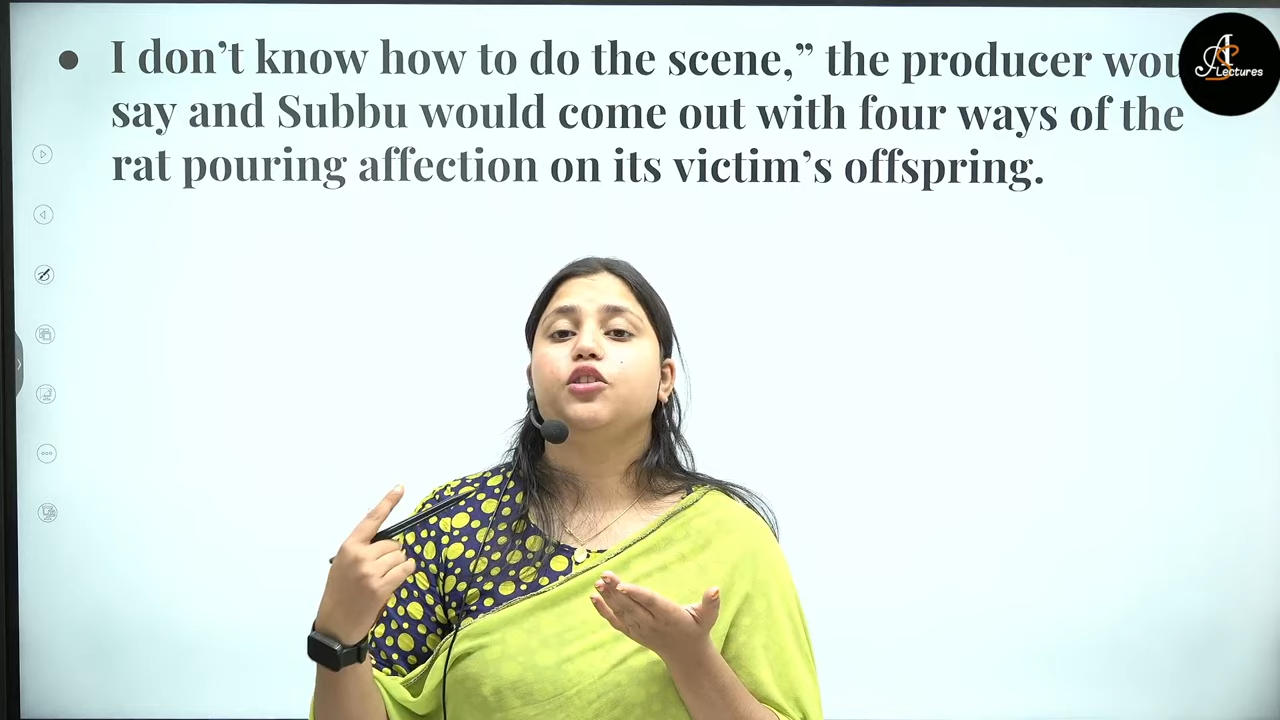 I don’t know how to do the scene,” the producer
say and Subbu would come out with four ways of the
rat pouring affection on its victim’s offspring.
Lectures